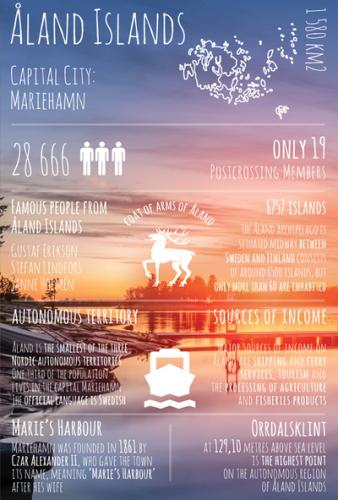 Åland Islands
1 580 km2
Capital City:
Mariehamn
28 666
only 19
Postcrossing Members
Famous people from
Åland Islands
Gustaf Erikson
Stefan Lindfors
Anne Holmén
Coat of arms of Åland
6757 islands
The Åland archipelago is
situated midway between
Sweden and Finland consists
of around 6500 islands, but
only more than 60 are inhabited
Autonomous territory
Åland is the smallest of the three
Nordic autonomous territories
One third of the population
lives in the capital Mariehamn
The official language is Swedish
Sources of income
Major sources of income on
Åland are shipping and ferry
services, tourism and
the processing of agriculture
and fisheries products
Marie's Harbour
Mariehamn was founded in 1861 by
Czar Alexander II, who gave the town
its name, meaning "Marie's Harbour"
after his wife
Orrdalsklint
at 129,10 metres above sea level
is the highest point
on the autonomous region
of Åland Islands